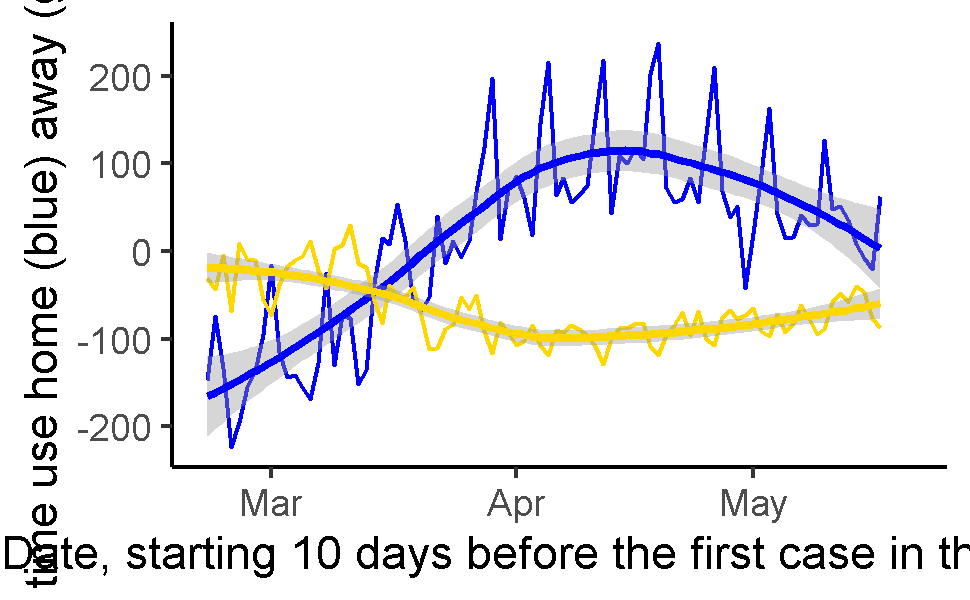 time use home (blue) away (
200
100
0
-100
-200
Mar Apr May
Date, starting 10 days before the first case in th